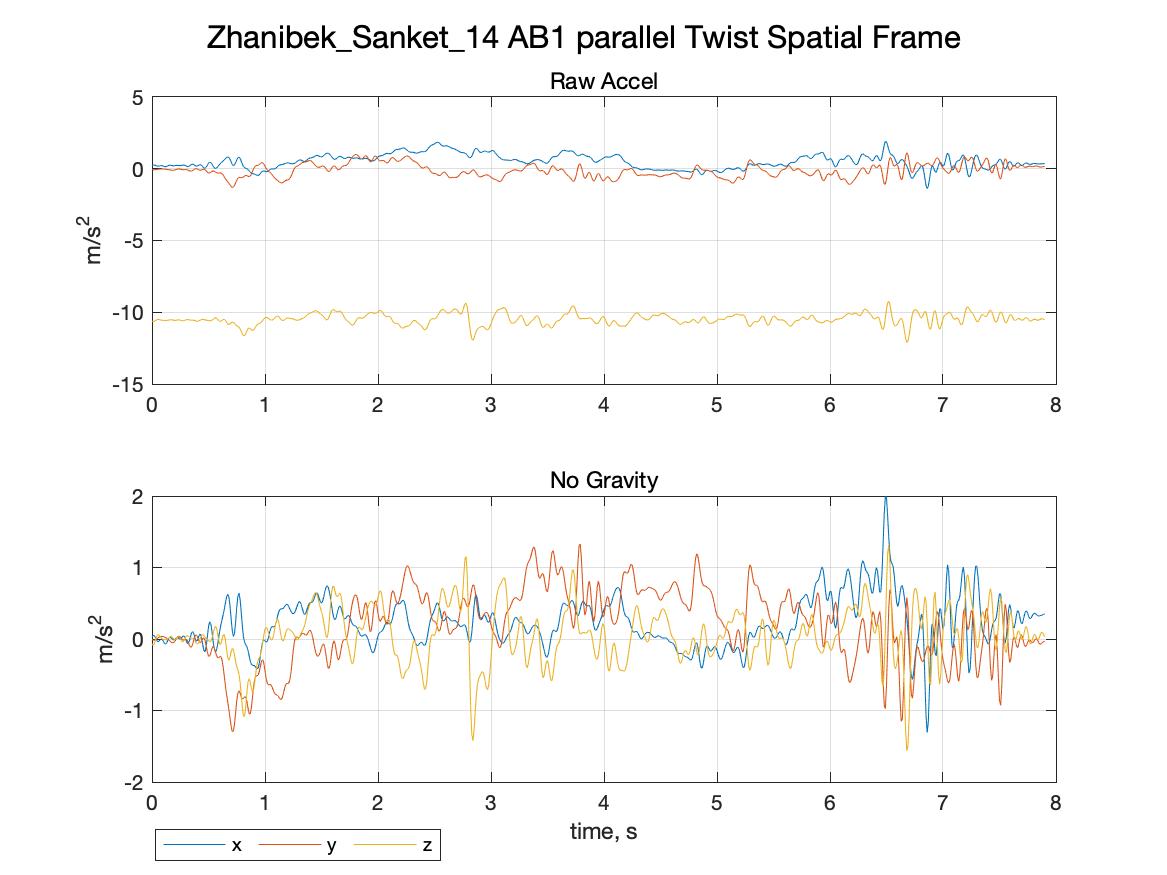 Zhanibek_Sanket_14 AB1 parallel Twist Spatial Frame
Raw Accel
5
0
-5
-10
-15
m/s²
0 1 2 3 4 5 6 7 8
No Gravity
2
1
0
-1
-2
m/s²
0 1 2 3 4 5 6 7 8
time, s
x y z